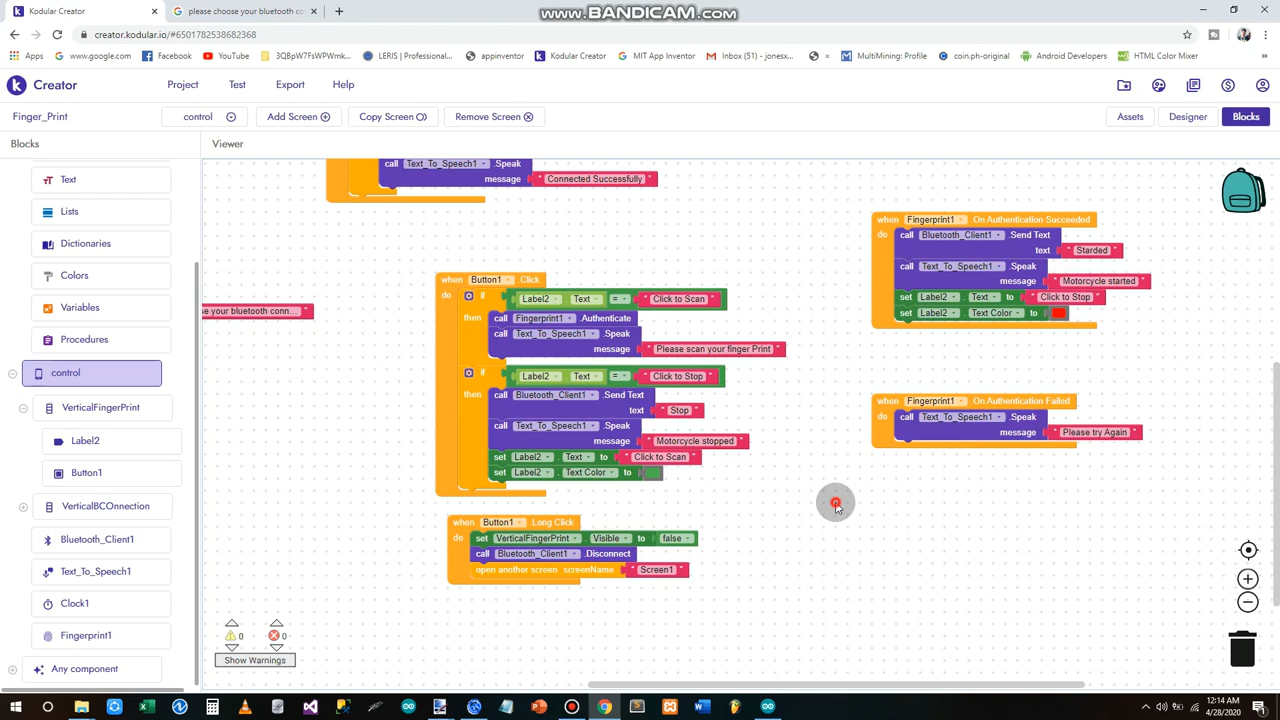 www.BANDICAM.com
Kodular Creator
please choose your bluetooth co
creator.kodular.io/#6501782538682368
Apps
www.google.com
Facebook
YouTube
3QBpW7FsWPWmk...
LERIS | Professional...
appinventor
Kodular Creator
MIT App Inventor
Inbox (51) - jonesx...
MultiMining: Profile
coin.ph-original
Android Developers
HTML Color Mixer
Creator
Project
Test
Export
Help
Finger_Print
control
Add Screen
Copy Screen
Remove Screen
Assets
Designer
Blocks
Blocks
Viewer
Text
Lists
Dictionaries
Colors
Variables
Procedures
control
VerticalFingerPrint
Label2
Button1
VerticalBCOnnection
Bluetooth_Client1
Text_To_Speech1
Clock1
Fingerprint1
Any component
call Text_To_Speech1 .Speak
message " Connected Successfully "
se your bluetooth conn... "
when Button1 .Click
do if Label2 . Text = " Click to Scan "
then call Fingerprint1 .Authenticate
call Text_To_Speech1 .Speak
message " Please scan your finger Print "
if Label2 . Text = " Click to Stop "
then call Bluetooth_Client1 .Send Text
text " Stop "
call Text_To_Speech1 .Speak
message " Motorcycle stopped "
set Label2 . Text to " Click to Scan "
set Label2 . Text Color to
when Button1 .Long Click
do set VerticalFingerPrint . Visible to false
call Bluetooth_Client1 .Disconnect
open another screen screenName " Screen1 "
when Fingerprint1 .On Authentication Succeeded
do call Bluetooth_Client1 .Send Text
text " Starded "
call Text_To_Speech1 .Speak
message " Motorcycle started "
set Label2 . Text to " Click to Stop "
set Label2 . Text Color to
when Fingerprint1 .On Authentication Failed
do call Text_To_Speech1 .Speak
message " Please try Again "
0
0
Show Warnings
12:14 AM
4/28/2020